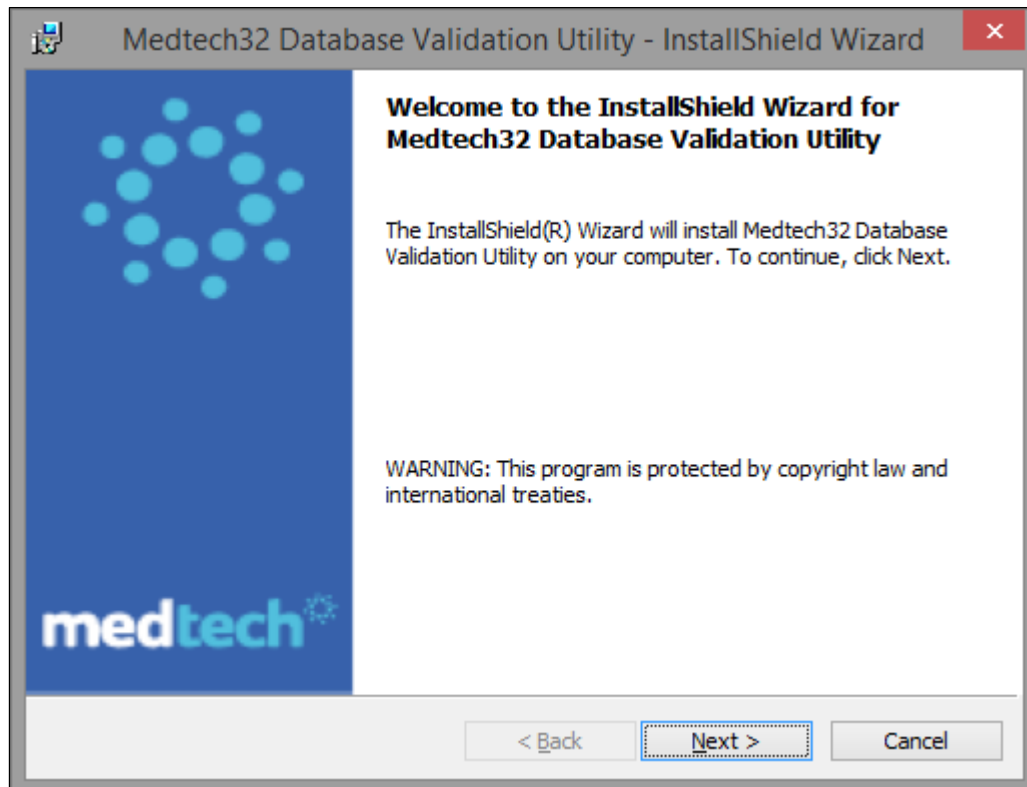 Medtech32 Database Validation Utility - InstallShield Wizard
Welcome to the InstallShield Wizard for
Medtech32 Database Validation Utility
The InstallShield(R) Wizard will install Medtech32 Database
Validation Utility on your computer. To continue, click Next.
WARNING: This program is protected by copyright law and
international treaties.
medtech
< Back
Next >
Cancel